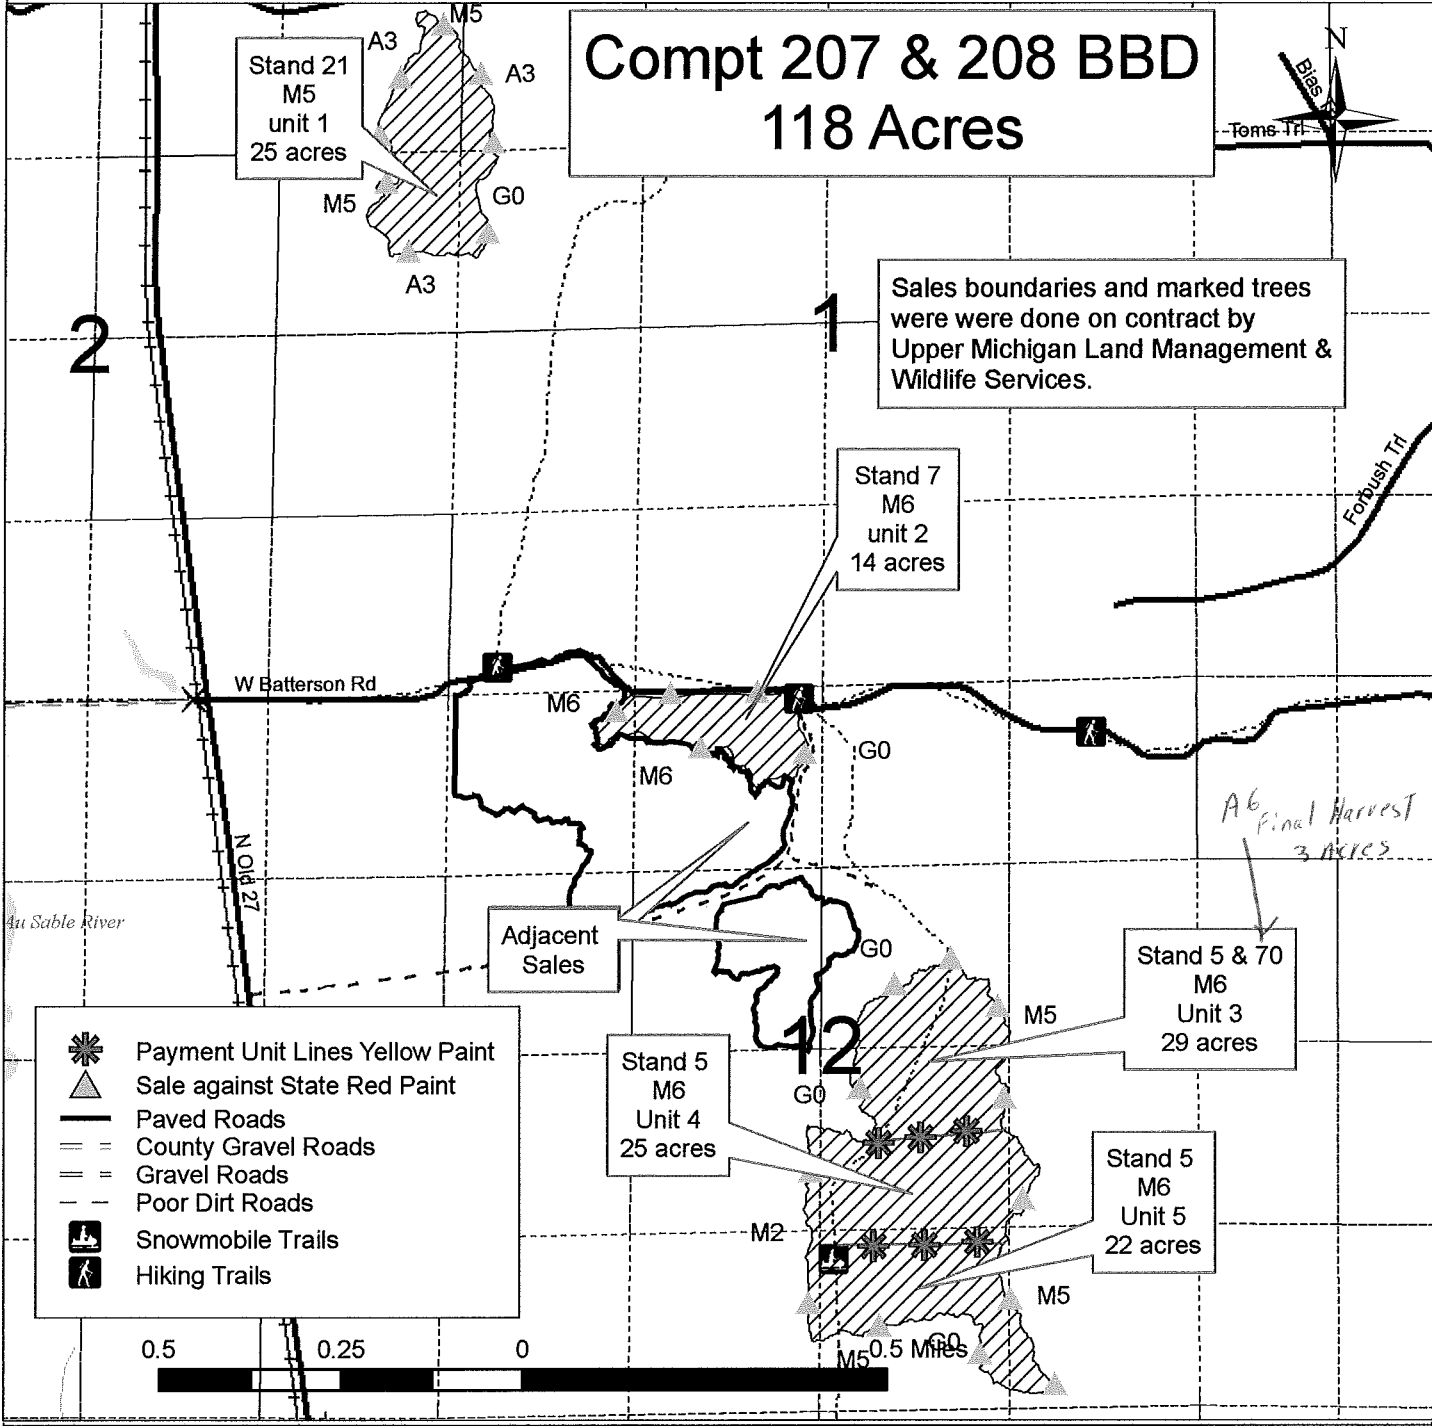 Compt 207 & 208 BBD
118 Acres
M5
A3
A3
Stand 21
M5
unit 1
25 acres
M5
G0
A3
N
Bias
Toms Trl
2
1
Sales boundaries and marked trees
were were done on contract by
Upper Michigan Land Management &
Wildlife Services.
Stand 7
M6
unit 2
14 acres
Forbush Trl
W Batterson Rd
M6
M6
G0
A6 Final Harvest
3 Acres
N Old 27
Au Sable River
Adjacent
Sales
G0
Stand 5 & 70
M6
Unit 3
29 acres
M5
12
Stand 5
M6
Unit 4
25 acres
G0
Stand 5
M6
Unit 5
22 acres
M2
M5
G0
M5
Payment Unit Lines Yellow Paint
Sale against State Red Paint
Paved Roads
County Gravel Roads
Gravel Roads
Poor Dirt Roads
Snowmobile Trails
Hiking Trails
0.5 0.25 0 0.5 Miles